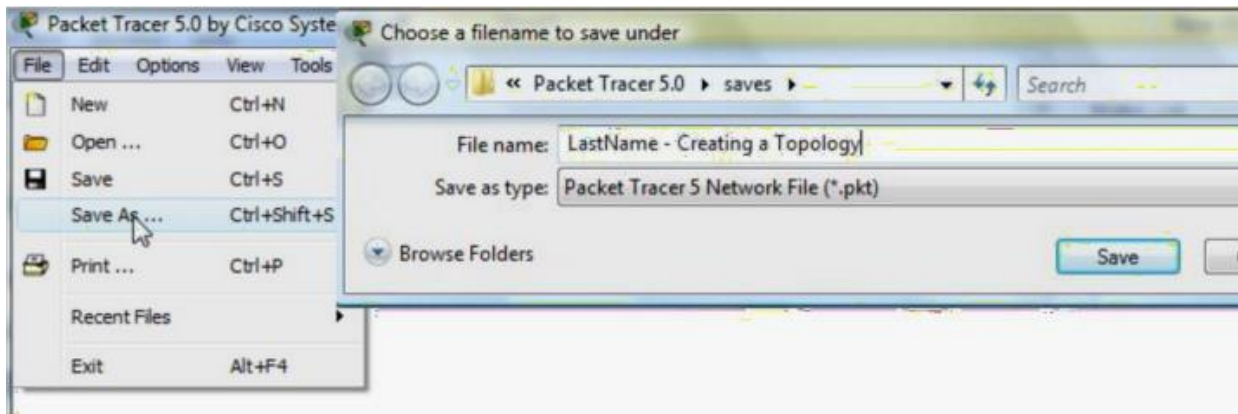 Packet Tracer 5.0 by Cisco Syste
File Edit Options View Tools
New Ctrl+N
Open ... Ctrl+O
Save Ctrl+S
Save As ... Ctrl+Shift+S
Print ... Ctrl+P
Recent Files
Exit Alt+F4
Choose a filename to save under
« Packet Tracer 5.0 saves
Search
File name: LastName - Creating a Topology
Save as type: Packet Tracer 5 Network File (*.pkt)
Browse Folders
Save